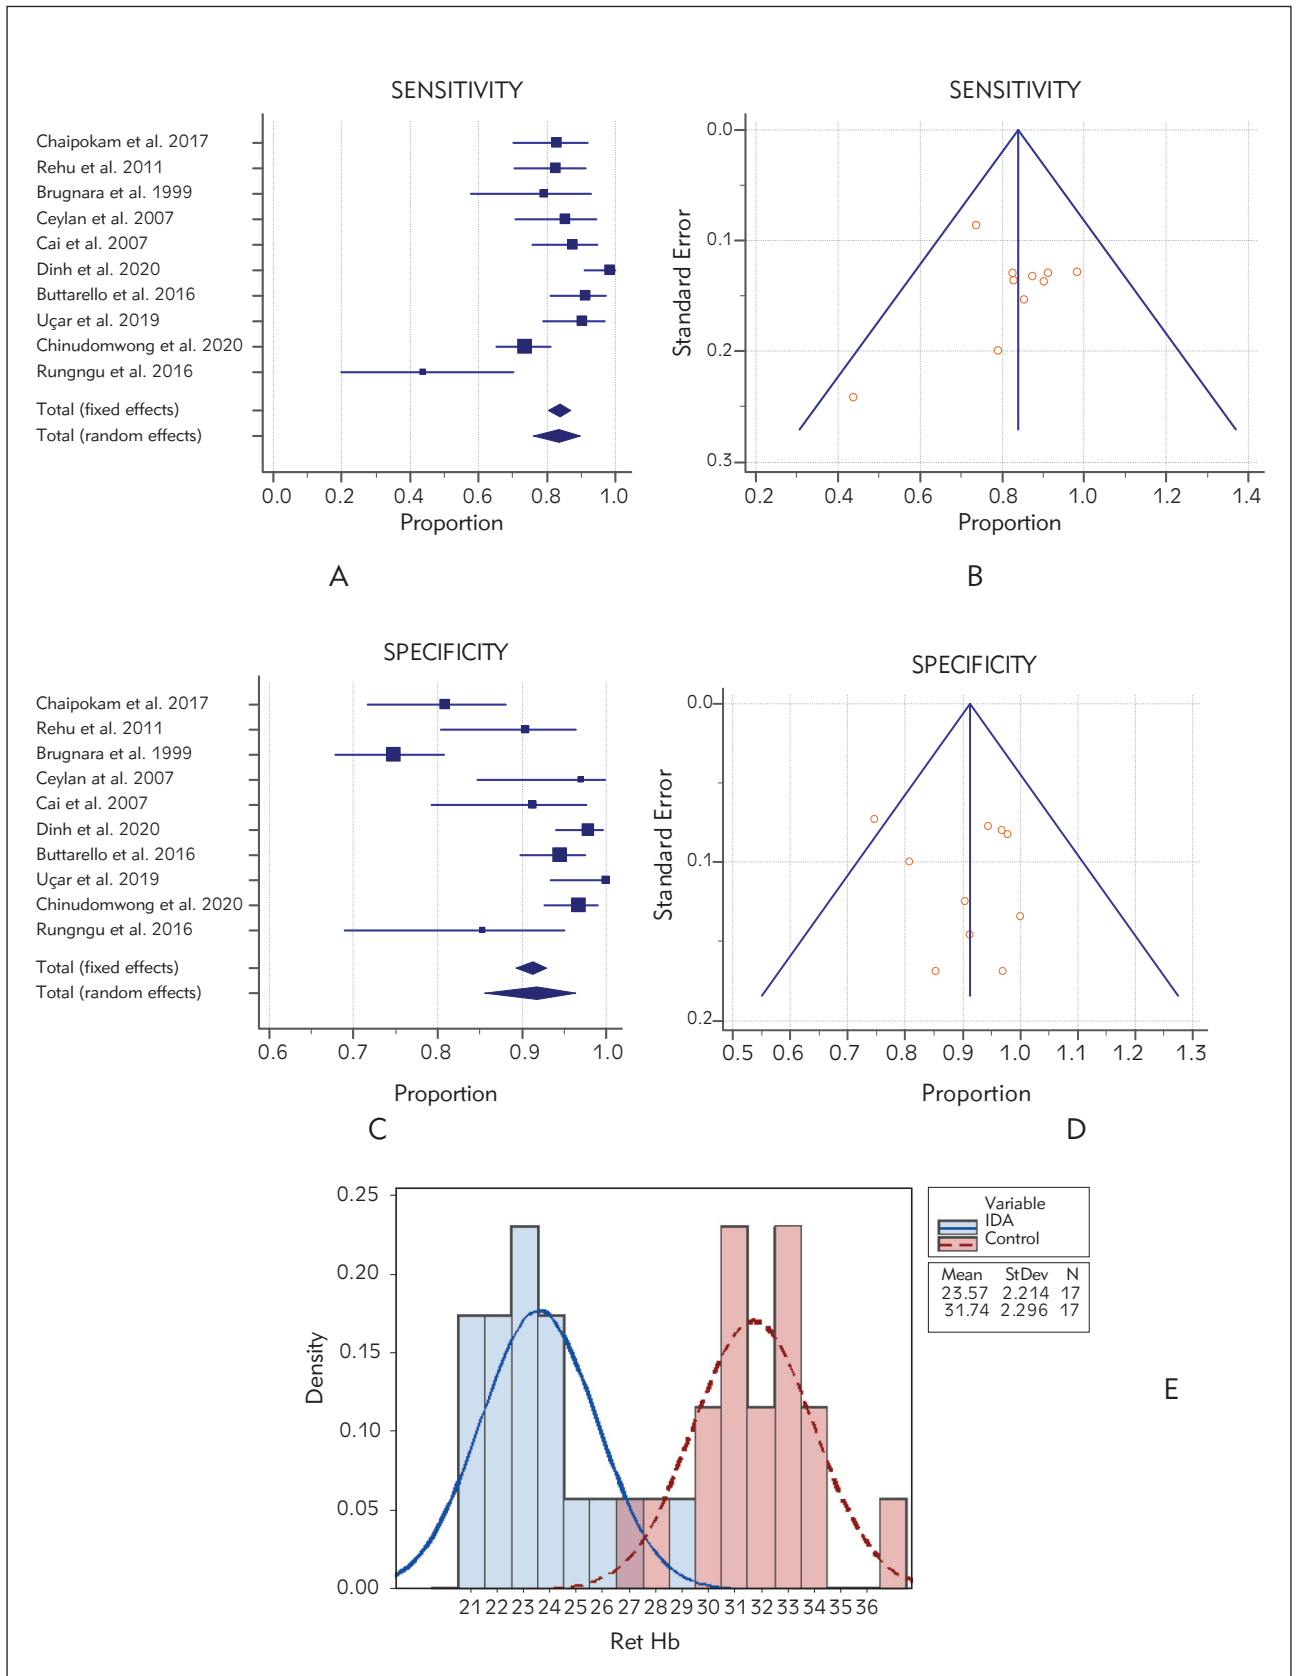 SENSITIVITY
Chaipokam et al. 2017
Rehu et al. 2011
Brugnara et al. 1999
Ceylan et al. 2007
Cai et al. 2007
Dinh et al. 2020
Buttarello et al. 2016
Uçar et al. 2019
Chinudomwong et al. 2020
Rungngu et al. 2016
Total (fixed effects)
Total (random effects)
0.0 0.2 0.4 0.6 0.8 1.0
Proportion
A
SENSITIVITY
Standard Error
0.0
0.1
0.2
0.3
0.2 0.4 0.6 0.8 1.0 1.2 1.4
Proportion
B
SPECIFICITY
Chaipokam et al. 2017
Rehu et al. 2011
Brugnara et al. 1999
Ceylan at al. 2007
Cai et al. 2007
Dinh et al. 2020
Buttarello et al. 2016
Uçar et al. 2019
Chinudomwong et al. 2020
Rungngu et al. 2016
Total (fixed effects)
Total (random effects)
0.6 0.7 0.8 0.9 1.0
Proportion
C
SPECIFICITY
Standard Error
0.0
0.1
0.2
0.5 0.6 0.7 0.8 0.9 1.0 1.1 1.2 1.3
Proportion
D
Density
0.25
0.20
0.15
0.10
0.05
0.00
21 22 23 24 25 26 27 28 29 30 31 32 33 34 35 36
Ret Hb
Variable
IDA
Control
Mean StDev N
23.57 2.214 17
31.74 2.296 17
E